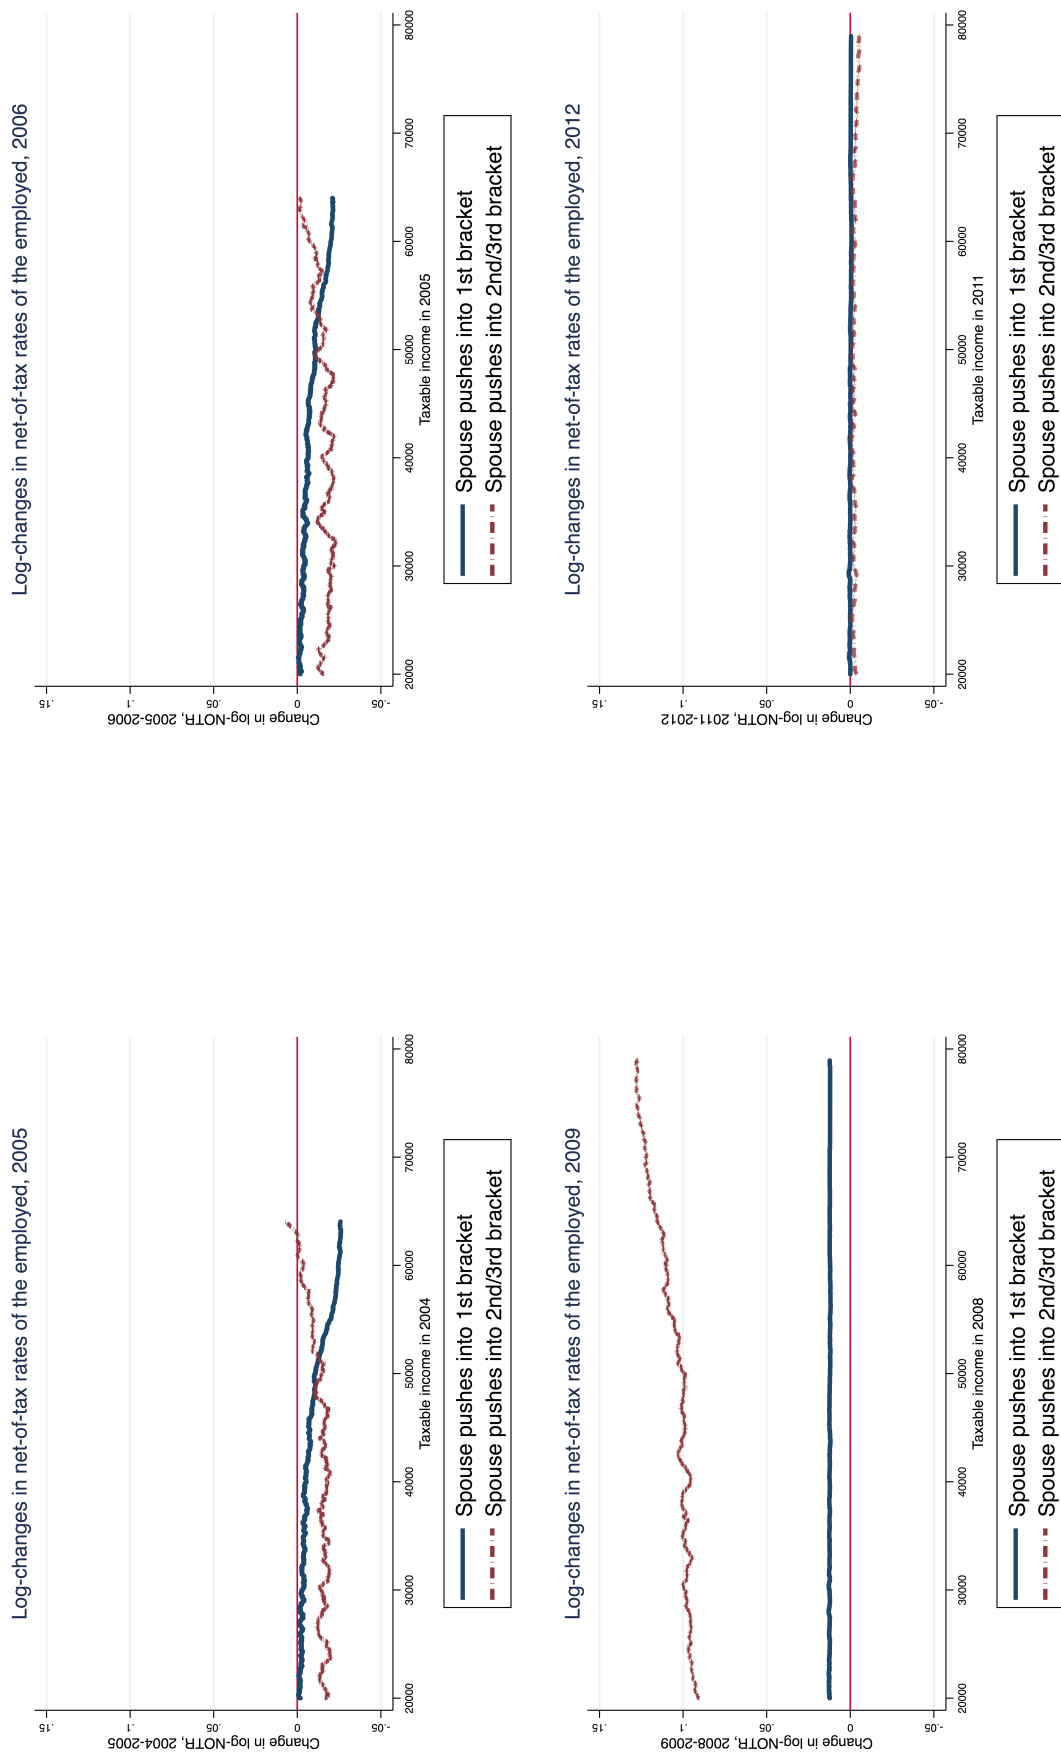 Log-changes in net-of-tax rates of the employed, 2005
Change in log-NOTR, 2004-2005
.15
.1
.05
0
-.05
20000 30000 40000 50000 60000 70000 80000
Taxable income in 2004
Spouse pushes into 1st bracket
Spouse pushes into 2nd/3rd bracket
Log-changes in net-of-tax rates of the employed, 2006
Change in log-NOTR, 2005-2006
.15
.1
.05
0
-.05
20000 30000 40000 50000 60000 70000 80000
Taxable income in 2005
Spouse pushes into 1st bracket
Spouse pushes into 2nd/3rd bracket
Log-changes in net-of-tax rates of the employed, 2009
Change in log-NOTR, 2008-2009
.15
.1
.05
0
-.05
20000 30000 40000 50000 60000 70000 80000
Taxable income in 2008
Spouse pushes into 1st bracket
Spouse pushes into 2nd/3rd bracket
Log-changes in net-of-tax rates of the employed, 2012
Change in log-NOTR, 2011-2012
.15
.1
.05
0
-.05
20000 30000 40000 50000 60000 70000 80000
Taxable income in 2011
Spouse pushes into 1st bracket
Spouse pushes into 2nd/3rd bracket